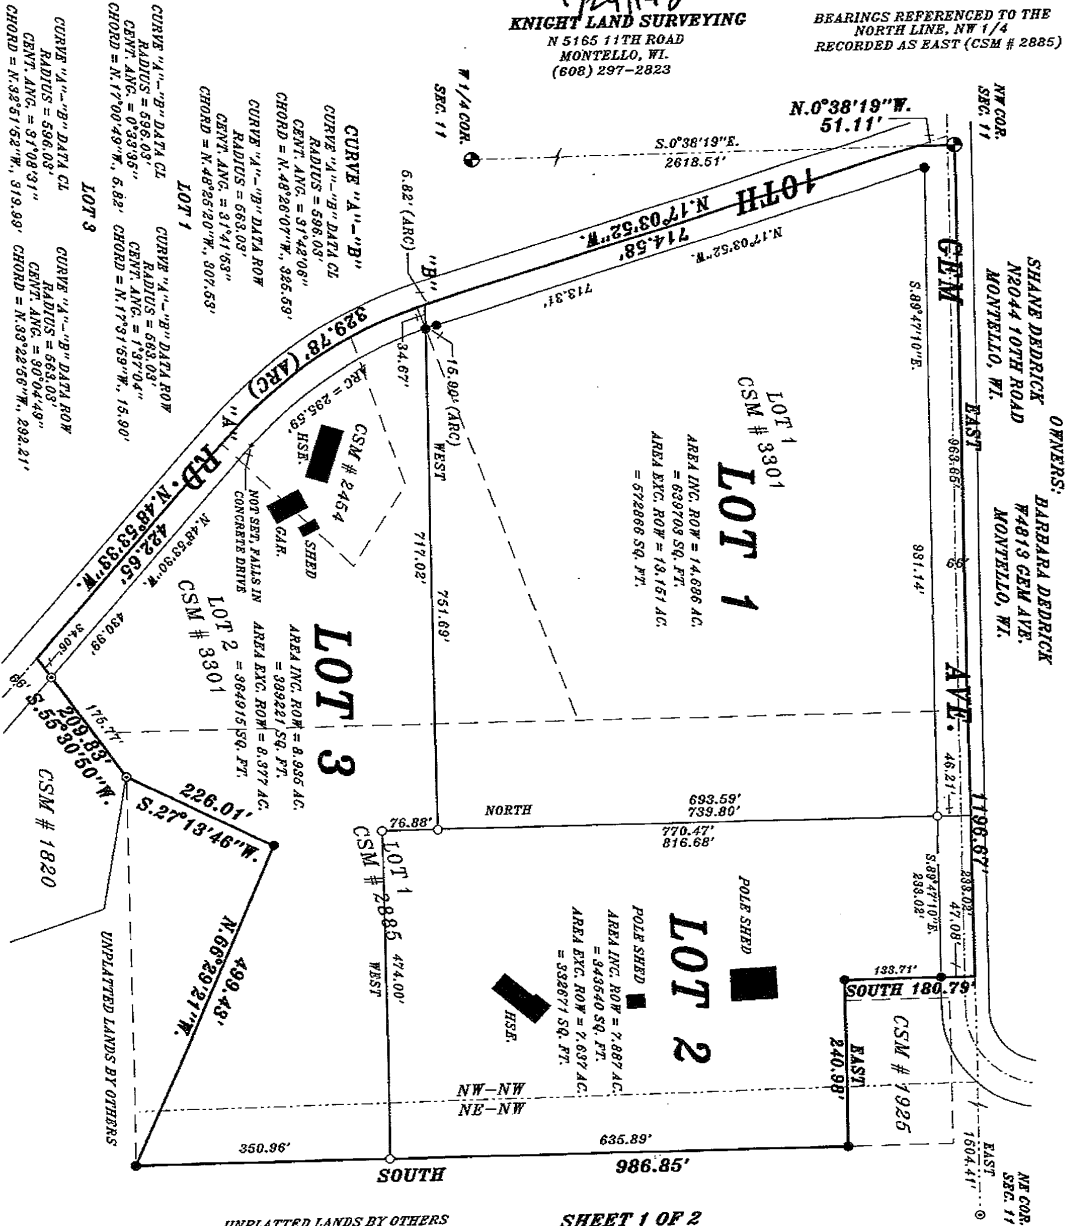 KNIGHT LAND SURVEYING
N 5165 11TH ROAD
MONTELLO, WI.
(608) 297-2823
BEARINGS REFERENCED TO THE
NORTH LINE, NW 1/4
RECORDED AS EAST (CSM # 2885)
OWNERS:
SHANE DEDRICK
N2044 10TH ROAD
MONTELLO, WI.
BARBARA DEDRICK
W4813 GEM AVE.
MONTELLO, WI.
NW COR.
SEC. 11
W 1/4 COR.
SEC. 11
N.0°38'19"W.
51.11'
S.0°38'19"E.
2618.51'
10TH
N.17°03'52"W.
714.58'
N.17°03'52"W.
713.31'
GEM
AVE.
S.89°47'10"E.
EAST
963.65'
931.14'
66'
46.21'
1196.67'
233.02'
47.08'
S.89°47'10"E.
233.02'
LOT 1
CSM # 3301
LOT 1
AREA INC. ROW = 14.686 AC.
= 639703 SQ. FT.
AREA EXC. ROW = 13.151 AC.
= 572866 SQ. FT.
CURVE "A"-"B"
CURVE "A"-"B" DATA CL
RADIUS = 596.03'
CENT. ANG. = 31°42'06"
CHORD = N.48°26'07"W., 325.59'
CURVE "A"-"B" DATA ROW
RADIUS = 663.03'
CENT. ANG. = 31°41'53"
CHORD = N.48°26'20"W., 307.53'
LOT 1
CURVE "A"-"B" DATA CL
RADIUS = 596.03'
CENT. ANG. = 0°33'35"
CHORD = N.17°00'49"W., 5.82'
CURVE "A"-"B" DATA ROW
RADIUS = 663.03'
CENT. ANG. = 1°37'04"
CHORD = N.17°31'59"W., 15.90'
LOT 3
CURVE "A"-"B" DATA CL
RADIUS = 596.03'
CENT. ANG. = 31°08'31"
CHORD = N.32°51'52"W., 319.99'
CURVE "A"-"B" DATA ROW
RADIUS = 563.03'
CENT. ANG. = 30°04'49"
CHORD = N.33°22'56"W., 292.21'
5.82' (ARC)
"B"
34.67'
15.90' (ARC)
WEST
717.02'
751.69'
329.78' (ARC)
ARC = 295.59'
"A"
RD.
N.48°53'33"W.
422.65'
N.48°53'30"W.
430.99'
34.06'
66'
CSM # 2454
HSE.
GAR.
SHED
NOT SET, FALLS IN
CONCRETE DRIVE
LOT 2
CSM # 3301
LOT 3
AREA INC. ROW = 8.935 AC.
= 389221 SQ. FT.
AREA EXC. ROW = 8.377 AC.
= 364915 SQ. FT.
175.77'
209.83'
S.55°30'50"W.
226.01'
S.27°13'46"W.
CSM # 1820
76.88'
NORTH
693.59'
739.80'
770.47'
816.68'
LOT 1
CSM # 2885
474.00'
WEST
499.43'
N.66°29'21"W.
UNPLATTED LANDS BY OTHERS
LOT 2
AREA INC. ROW = 7.887 AC.
= 343540 SQ. FT.
AREA EXC. ROW = 7.637 AC.
= 332671 SQ. FT.
POLE SHED
POLE SHED
HSE.
133.71'
SOUTH 180.79'
EAST
240.98'
CSM # 1925
NW-NW
NE-NW
350.96'
635.89'
SOUTH
986.85'
EAST
1604.41'
NE COR.
SEC. 11
UNPLATTED LANDS BY OTHERS
SHEET 1 OF 2